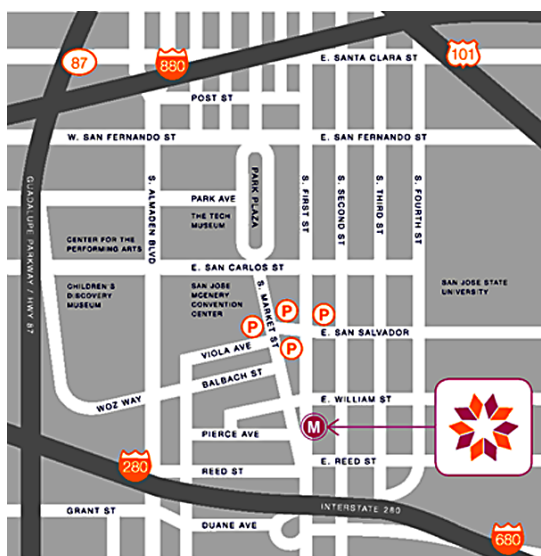 E. SANTA CLARA ST
87
880
101
POST ST
W. SAN FERNANDO ST
E. SAN FERNANDO ST
GUADALUPE PARKWAY / HWY 87
S. ALMADEN BLVD
PARK PLAZA
S. FIRST ST
S. SECOND ST
S. THIRD ST
S. FOURTH ST
PARK AVE
THE TECH
MUSEUM
CENTER FOR THE
PERFORMING ARTS
E. SAN CARLOS ST
CHILDREN'S
DISCOVERY
MUSEUM
SAN JOSE
MCENERY
CONVENTION
CENTER
S. MARKET ST
SAN JOSE STATE
UNIVERSITY
P
P
P
P
E. SAN SALVADOR
VIOLA AVE
BALBACH ST
WOZ WAY
E. WILLIAM ST
M
PIERCE AVE
280
REED ST
E. REED ST
INTERSTATE 280
GRANT ST
DUANE AVE
680